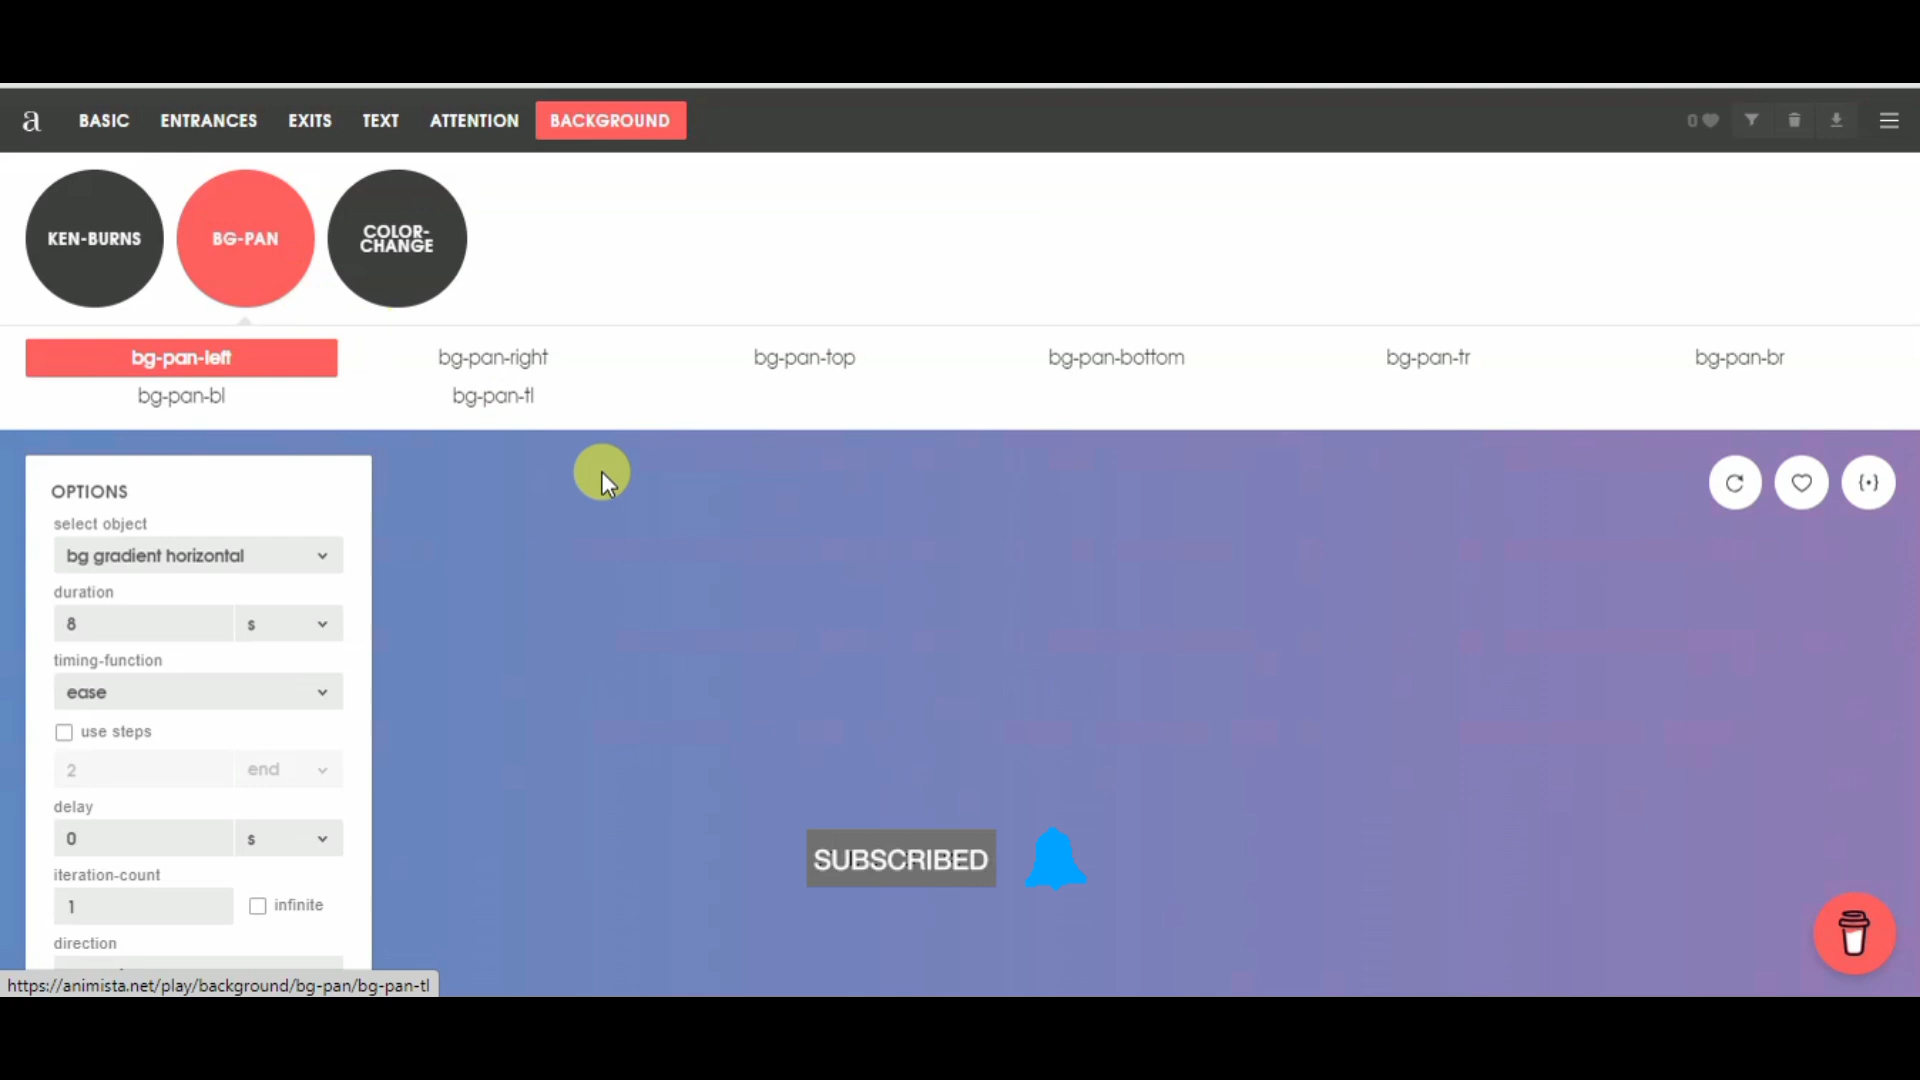 a BASIC ENTRANCES EXITS TEXT ATTENTION BACKGROUND 0
KEN-BURNS BG-PAN COLOR-
CHANGE
bg-pan-left bg-pan-right bg-pan-top bg-pan-bottom bg-pan-tr bg-pan-br
bg-pan-bl bg-pan-tl
OPTIONS
select object
bg gradient horizontal
duration
8 s
timing-function
ease
use steps
2 end
delay
0 s
iteration-count
1 infinite
direction
SUBSCRIBED
https://animista.net/play/background/bg-pan/bg-pan-tl